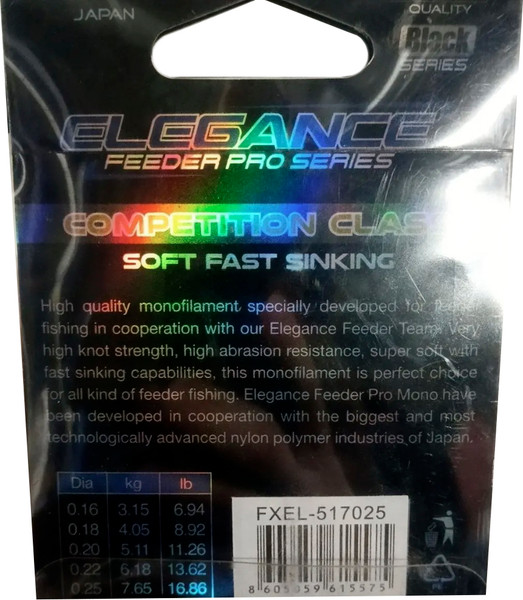 JAPAN
QUALITY
Black
SERIES
ELEGANCE
FEEDER PRO SERIES
COMPETITION CLAS
SOFT FAST SINKING
High quality monofilament specially developed for feeder
fishing in cooperation with our Elegance Feeder Team. Very
high knot strength, high abrasion resistance, super soft with
fast sinking capabilities, this monofilament is perfect choice
for all kind of feeder fishing. Elegance Feeder Pro Mono have
been developed in cooperation with the biggest and most
technologically advanced nylon polymer industries of Japan.
Dia kg lb
0.16 3.15 6.94
0.18 4.05 8.92
0.20 5.11 11.26
0.22 6.18 13.62
0.25 7.65 16.86
FXEL-517025
8 605059 615575
PE